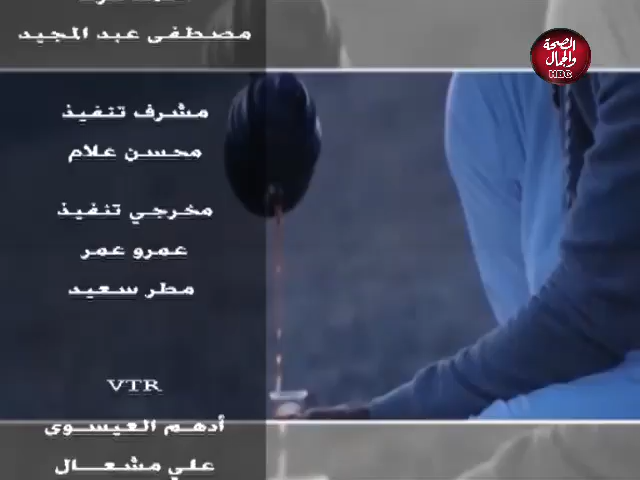 مصطفى عبد المجيد
الصحة
والجمال
HBC
مشرف تنفيذ
محسن علام
مخرجي تنفيذ
عمرو عمر
مطر سعيد
VTR
أدهم العيسوى
علي مشعال